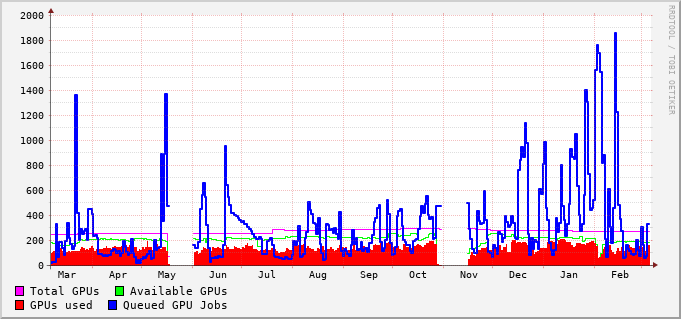 RRDTOOL / TOBI OETIKER
2000
1800
1600
1400
1200
1000
800
600
400
200
0
Mar Apr May Jun Jul Aug Sep Oct Nov Dec Jan Feb
Total GPUs Available GPUs
GPUs used Queued GPU Jobs